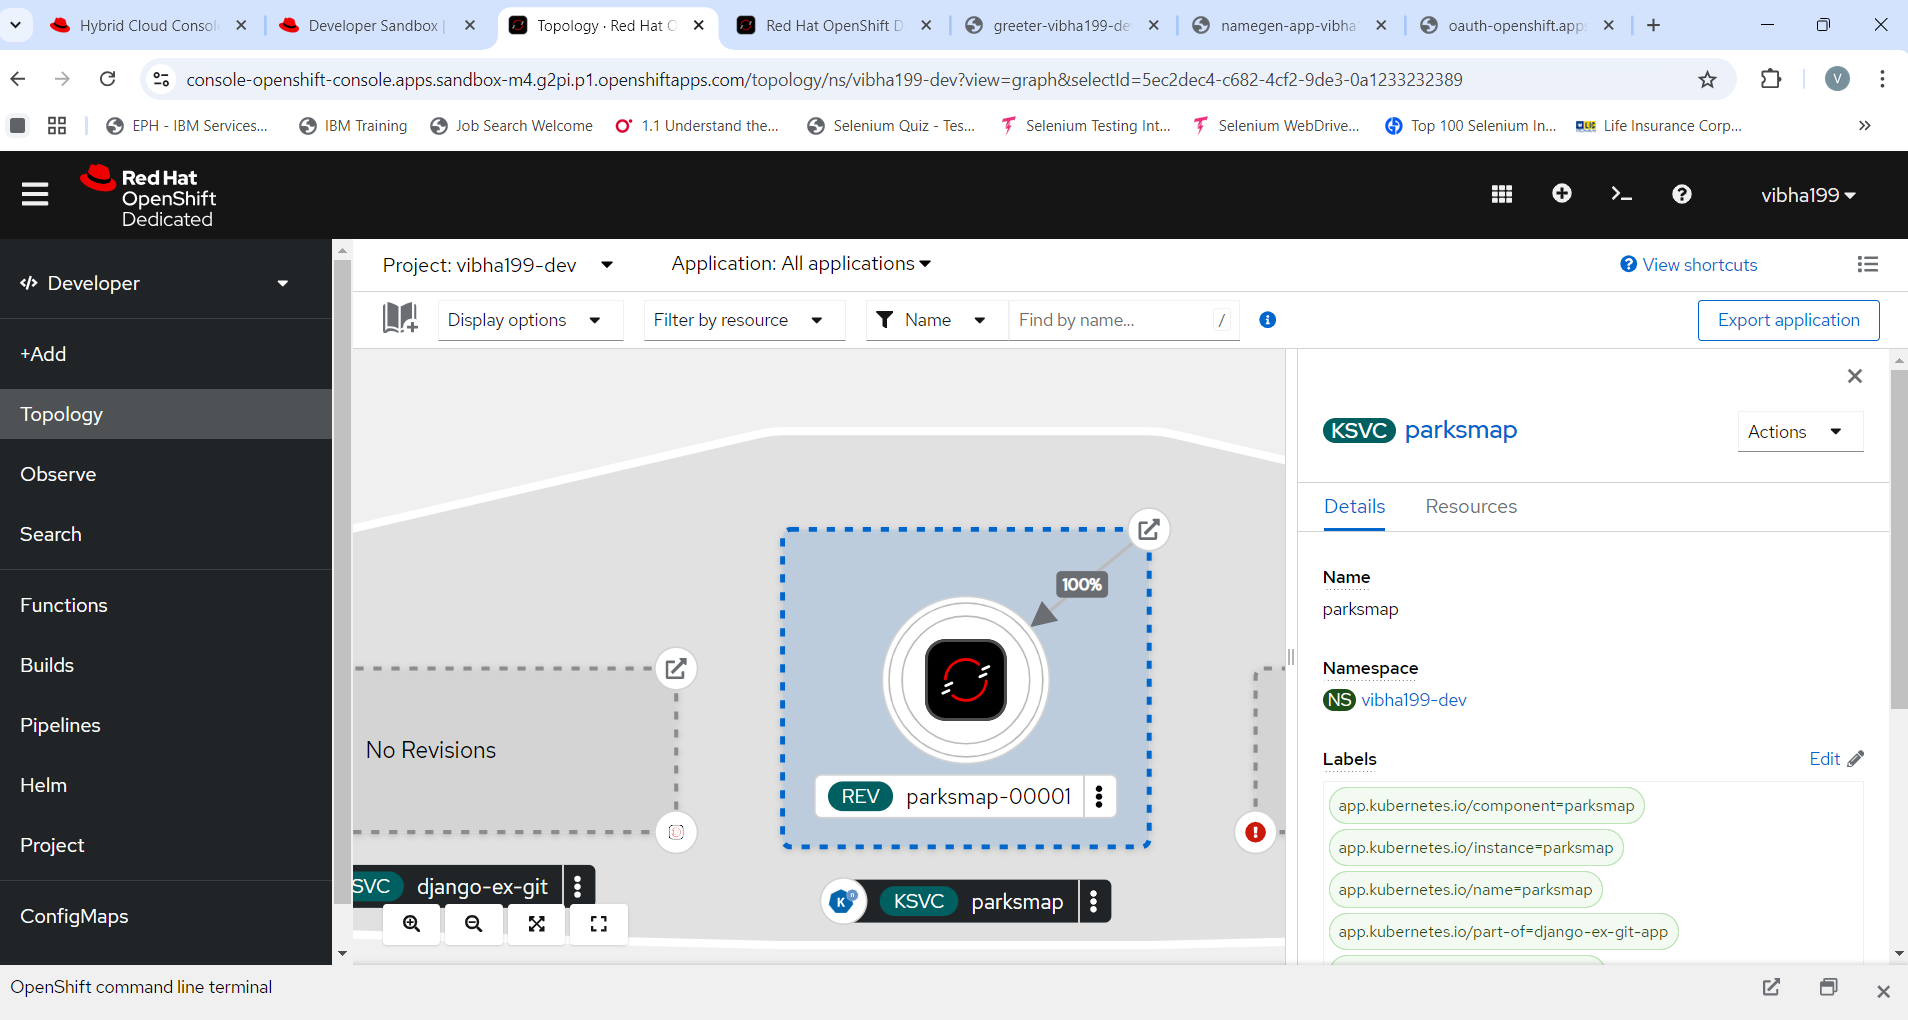 Hybrid Cloud Conso
Developer Sandbox |
Topology · Red Hat O
Red Hat OpenShift D
greeter-vibha199-de
namegen-app-vibha
oauth-openshift.apps
console-openshift-console.apps.sandbox-m4.g2pi.p1.openshiftapps.com/topology/ns/vibha199-dev?view=graph&selectId=5ec2dec4-c682-4cf2-9de3-0a1233232389
V
EPH - IBM Services...
IBM Training
Job Search Welcome
1.1 Understand the...
Selenium Quiz - Tes...
Selenium Testing Int...
Selenium WebDrive...
Top 100 Selenium In...
Life Insurance Corp...
Red Hat
OpenShift
Dedicated
vibha199
Developer
+Add
Topology
Observe
Search
Functions
Builds
Pipelines
Helm
Project
ConfigMaps
Project: vibha199-dev
Application: All applications
View shortcuts
Display options
Filter by resource
Name
Find by name...
/
Export application
100%
No Revisions
REV
parksmap-00001
SVC
django-ex-git
KSVC
parksmap
KSVC
parksmap
Actions
Details
Resources
Name
parksmap
Namespace
NS
vibha199-dev
Labels
Edit
app.kubernetes.io/component=parksmap
app.kubernetes.io/instance=parksmap
app.kubernetes.io/name=parksmap
app.kubernetes.io/part-of=django-ex-git-app
OpenShift command line terminal